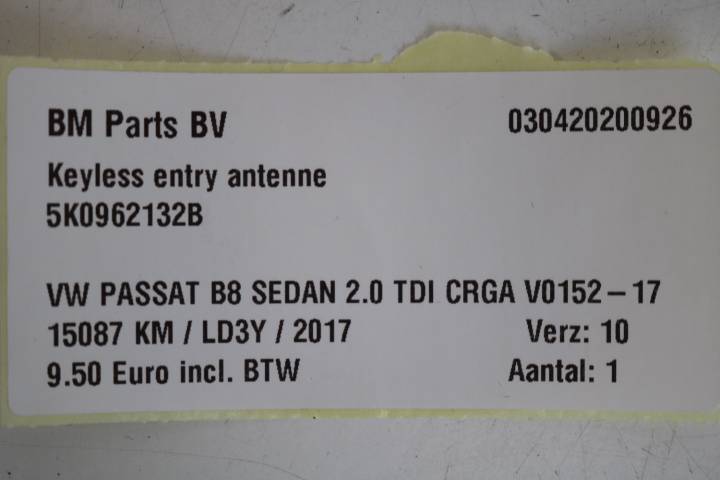 BM Parts BV 030420200926
Keyless entry antenne
5K0962132B
VW PASSAT B8 SEDAN 2.0 TDI CRGA V0152-17
15087 KM / LD3Y / 2017 Verz: 10
9.50 Euro incl. BTW Aantal: 1